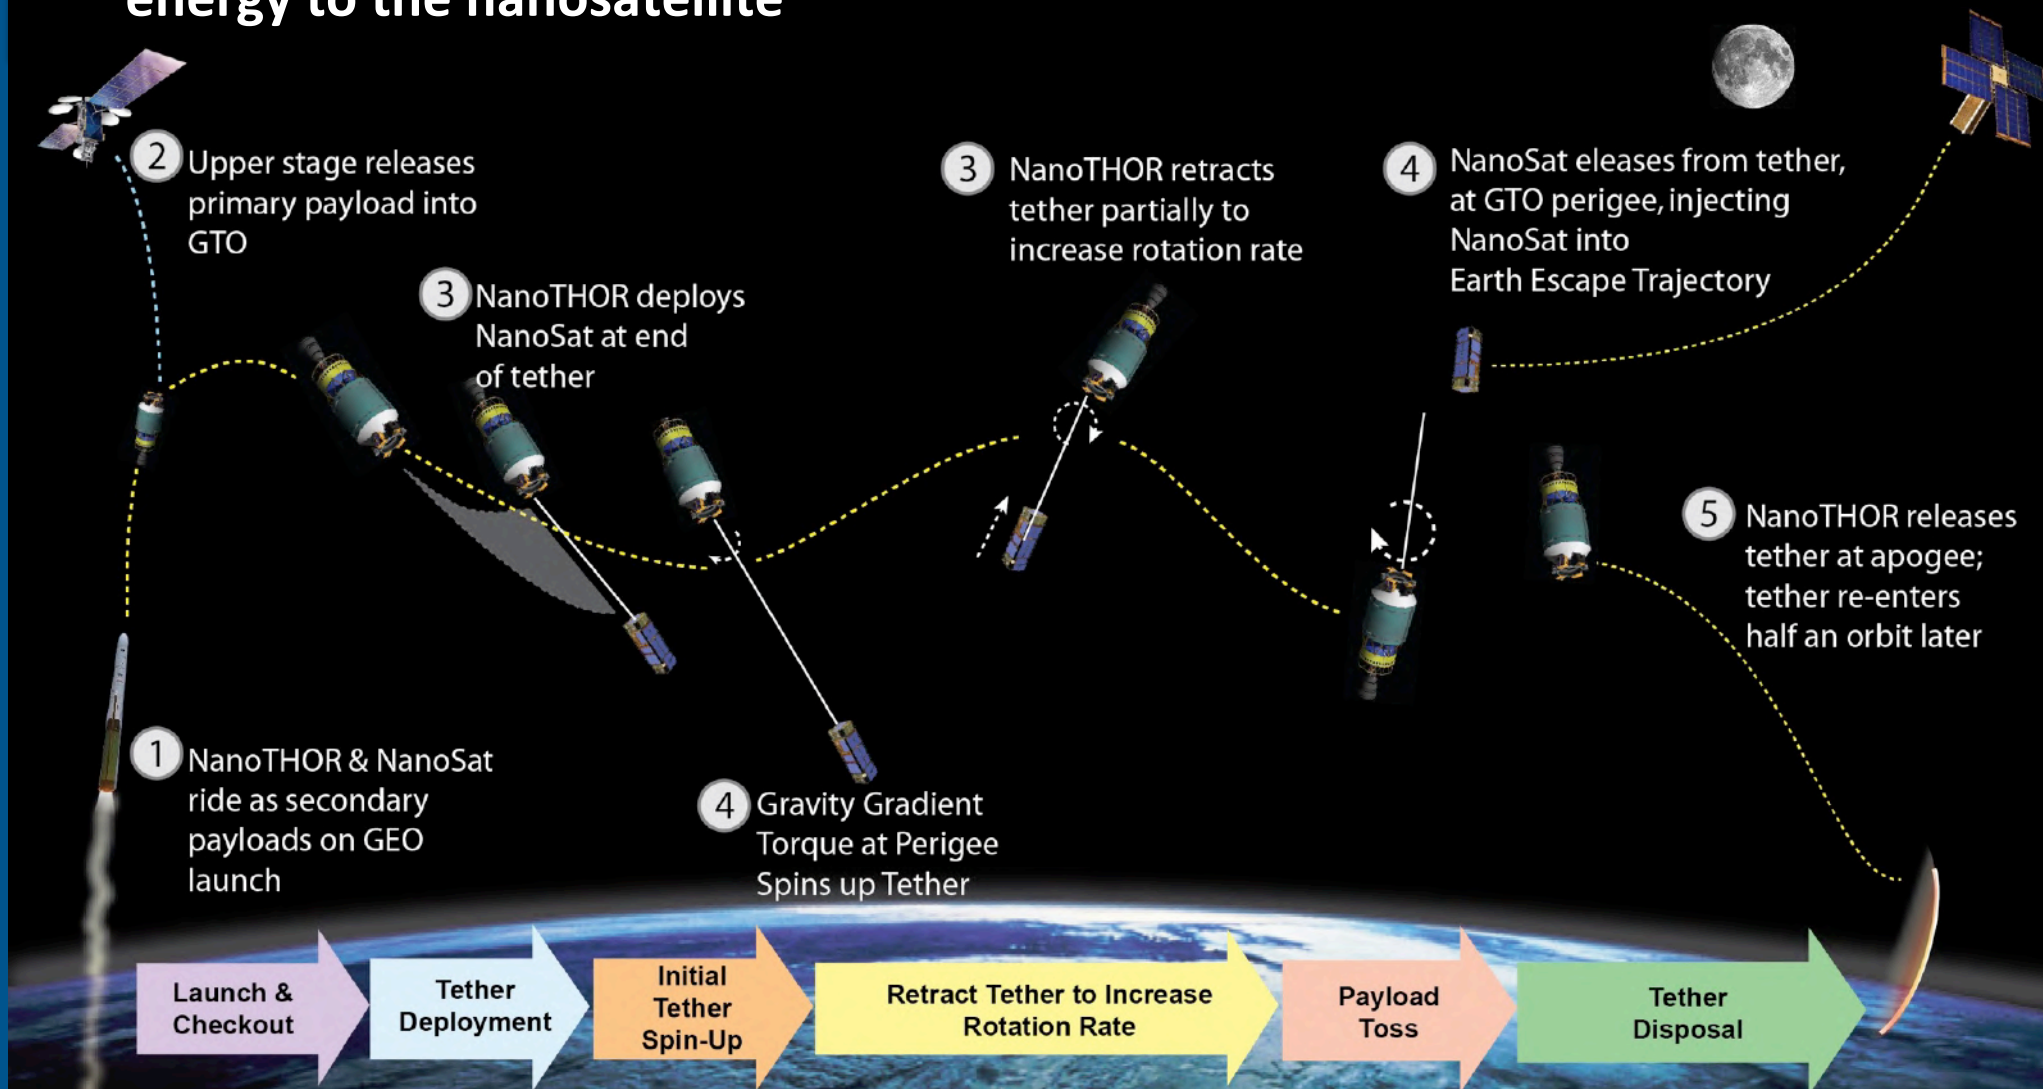 energy to the nanosatellite
2
Upper stage releases
primary payload into
GTO
3
NanoTHOR deploys
NanoSat at end
of tether
3
NanoTHOR retracts
tether partially to
increase rotation rate
4
NanoSat eleases from tether,
at GTO perigee, injecting
NanoSat into
Earth Escape Trajectory
5
NanoTHOR releases
tether at apogee;
tether re-enters
half an orbit later
1
NanoTHOR & NanoSat
ride as secondary
payloads on GEO
launch
4
Gravity Gradient
Torque at Perigee
Spins up Tether
Launch &
Checkout
Tether
Deployment
Initial
Tether
Spin-Up
Retract Tether to Increase
Rotation Rate
Payload
Toss
Tether
Disposal